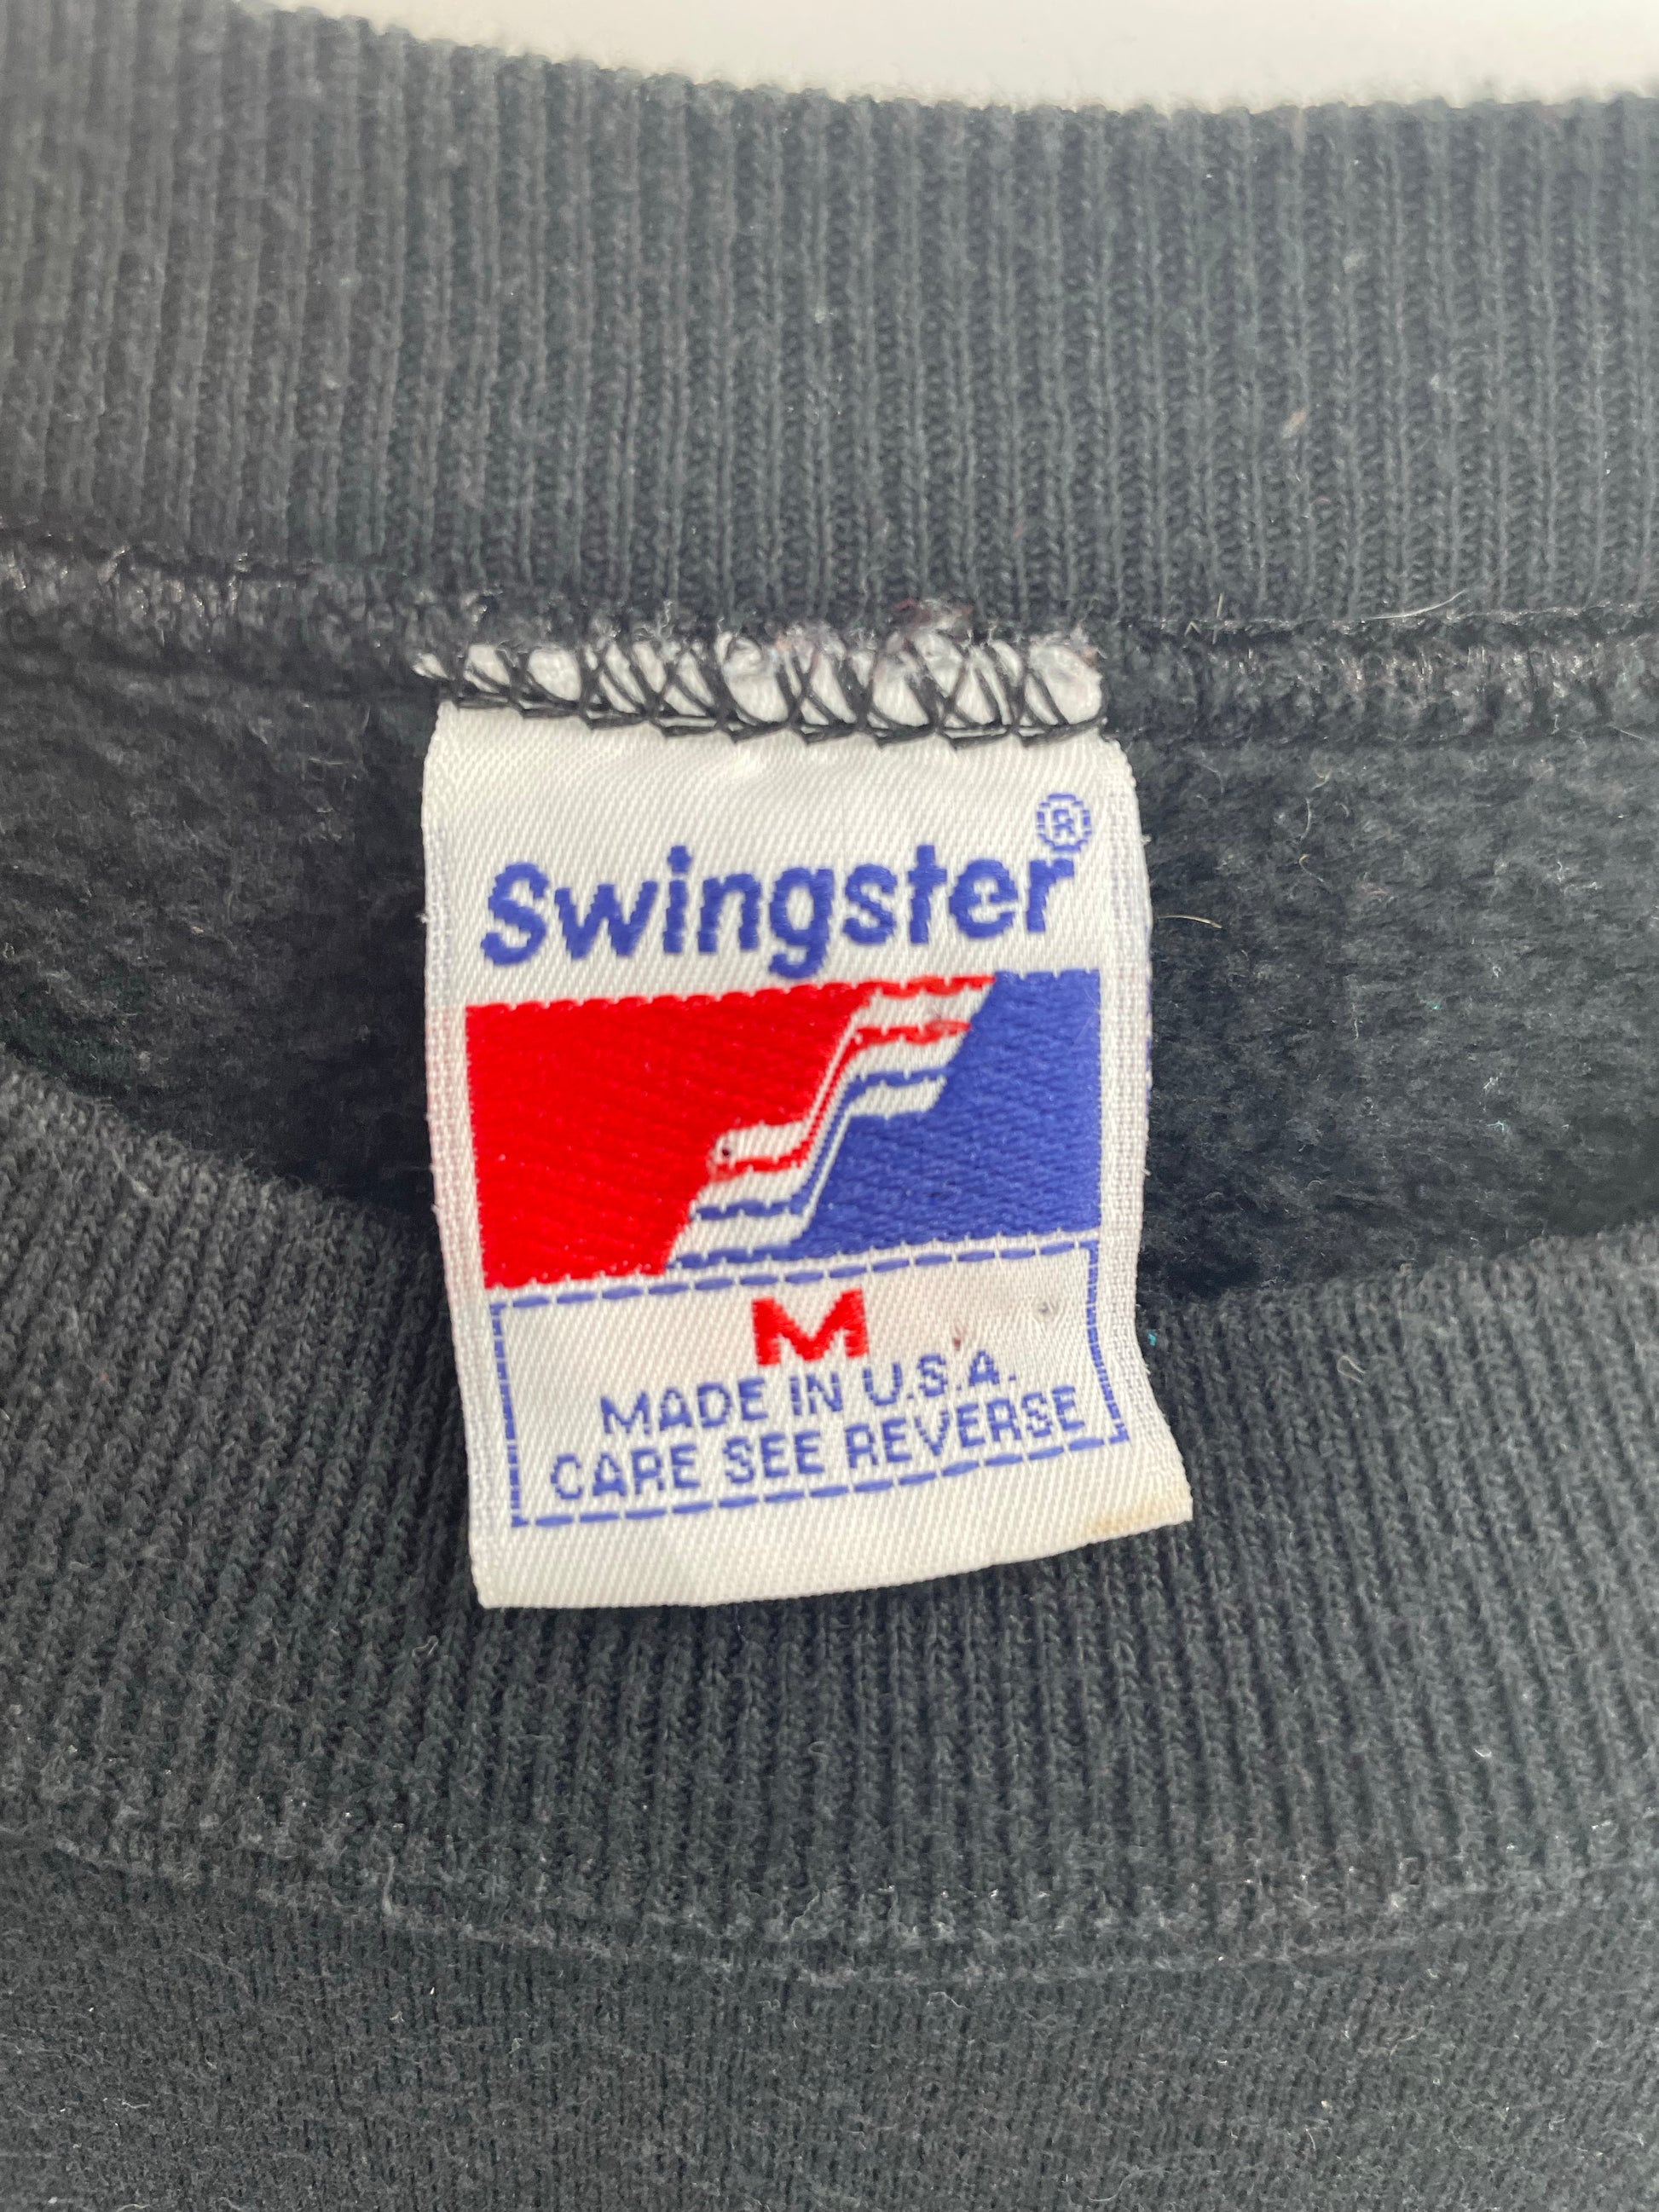 Swingster®
M
MADE IN U.S.A.
CARE SEE REVERSE